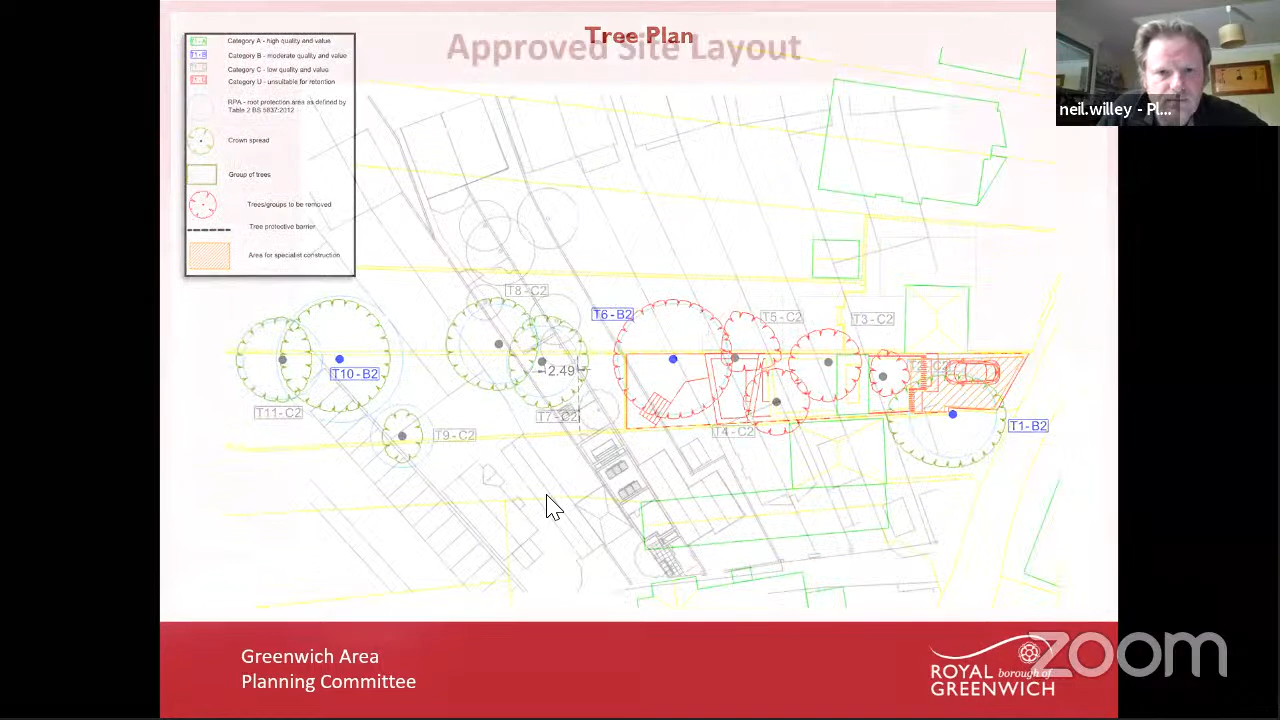 Tree Plan
Approved Site Layout
Category A - high quality and value
Category B - moderate quality and value
Category C - low quality and value
Category U - unsuitable for retention
RPA - root protection area as defined by
Table 2 BS 5837:2012
Crown spread
Group of trees
Trees/groups to be removed
Tree protective barrier
Area for specialist construction
neil.willey - Pl...
T8 - C2
T6 - B2
T5 - C2
T3 - C2
T10 - B2
2.49
T11 - C2
T7 - C2
T9 - C2
T4 - C2
T1 - B2
Greenwich Area
Planning Committee
ROYAL borough of
GREENWICH
zoom